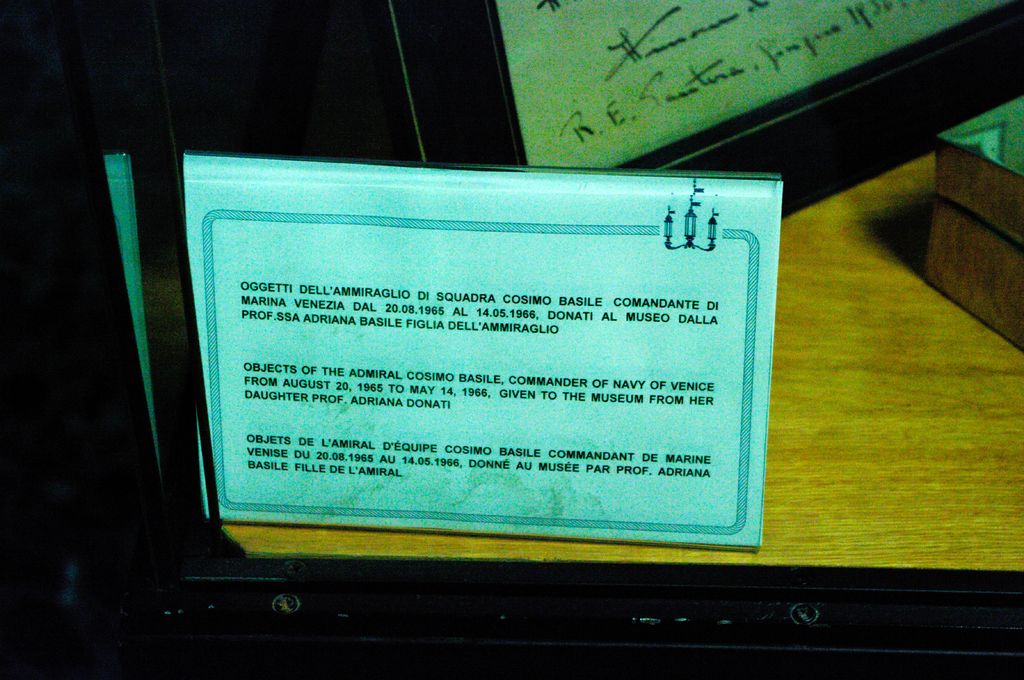 R. E.
OGGETTI DELL'AMMIRAGLIO DI SQUADRA COSIMO BASILE COMANDANTE DI
MARINA VENEZIA DAL 20.08.1965 AL 14.05.1966, DONATI AL MUSEO DALLA
PROF.SSA ADRIANA BASILE FIGLIA DELL'AMMIRAGLIO
OBJECTS OF THE ADMIRAL COSIMO BASILE, COMMANDER OF NAVY OF VENICE
FROM AUGUST 20, 1965 TO MAY 14, 1966, GIVEN TO THE MUSEUM FROM HER
DAUGHTER PROF. ADRIANA DONATI
OBJETS DE L'AMIRAL D'ÉQUIPE COSIMO BASILE COMMANDANT DE MARINE
VENISE DU 20.08.1965 AU 14.05.1966, DONNÉ AU MUSÉE PAR PROF. ADRIANA
BASILE FILLE DE L'AMIRAL